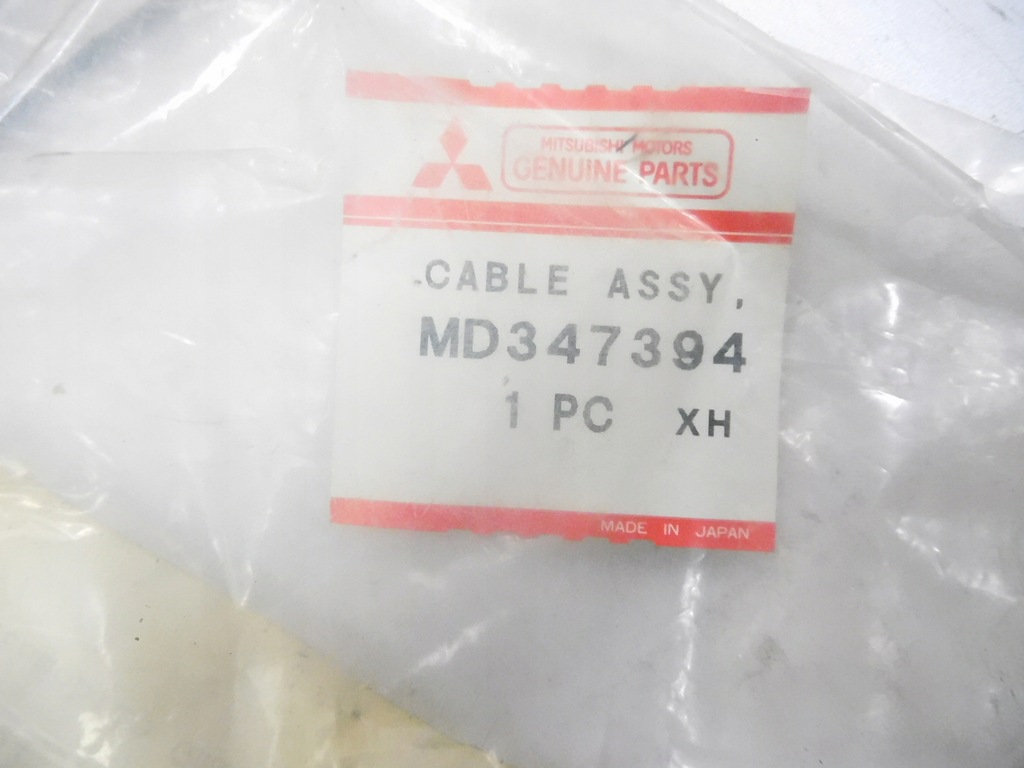 MITSUBISHI MOTORS
GENUINE PARTS
CABLE ASSY,
MD347394
1 PC XH
MADE IN JAPAN